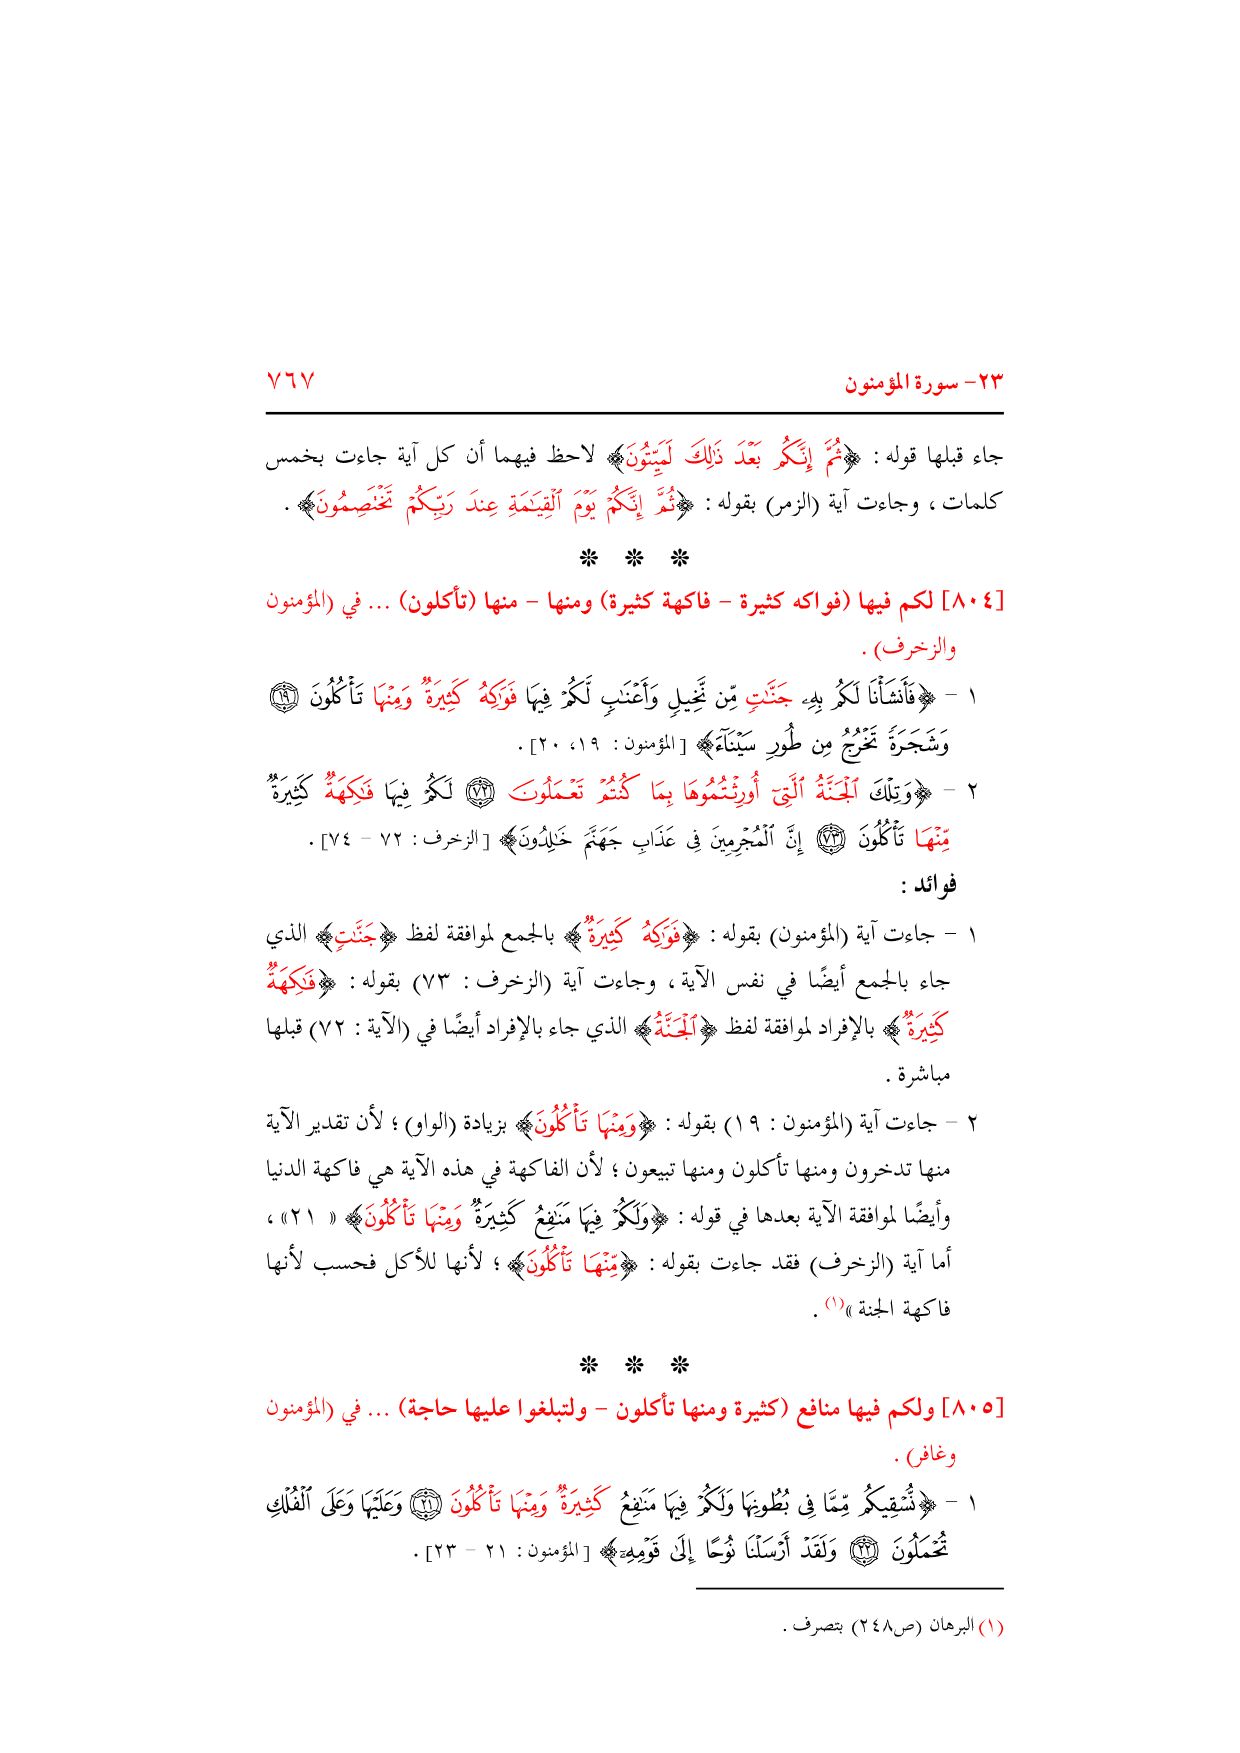 ٢٣- سورة المؤمنون ٧٦٧
جاء قبلها قوله : ﴿ثُمَّ إِنَّكُم بَعْدَ ذَٰلِكَ لَمَيِّتُونَ﴾ لاحظ فيهما أن كل آية جاءت بخمس
كلمات ، وجاءت آية (الزمر) بقوله : ﴿ثُمَّ إِنَّكُمْ يَوْمَ ٱلْقِيَٰمَةِ عِندَ رَبِّكُمْ تَخْتَصِمُونَ﴾ .
❊ ❊ ❊
[٨٠٤] لكم فيها (فواكه كثيرة – فاكهة كثيرة) ومنها – منها (تأكلون) ... في (المؤمنون
والزخرف) .
١ – ﴿فَأَنشَأْنَا لَكُم بِهِۦ جَنَّٰتٍ مِّن نَّخِيلٍ وَأَعْنَٰبٍ لَّكُمْ فِيهَا فَوَٰكِهُ كَثِيرَةٌ وَمِنْهَا تَأْكُلُونَ ١٩
وَشَجَرَةً تَخْرُجُ مِن طُورِ سَيْنَآءَ﴾ [المؤمنون : ١٩، ٢٠] .
٢ – ﴿وَتِلْكَ ٱلْجَنَّةُ ٱلَّتِىٓ أُورِثْتُمُوهَا بِمَا كُنتُمْ تَعْمَلُونَ ٧٢ لَكُمْ فِيهَا فَٰكِهَةٌ كَثِيرَةٌ
مِّنْهَا تَأْكُلُونَ ٧٣ إِنَّ ٱلْمُجْرِمِينَ فِى عَذَابِ جَهَنَّمَ خَٰلِدُونَ﴾ [الزخرف : ٧٢ – ٧٤] .
فوائد :
١ – جاءت آية (المؤمنون) بقوله : ﴿فَوَٰكِهُ كَثِيرَةٌ﴾ بالجمع لموافقة لفظ ﴿جَنَّٰتٍ﴾ الذي
جاء بالجمع أيضًا في نفس الآية ، وجاءت آية (الزخرف : ٧٣) بقوله : ﴿فَٰكِهَةٌ
كَثِيرَةٌ﴾ بالإفراد لموافقة لفظ ﴿ٱلْجَنَّةُ﴾ الذي جاء بالإفراد أيضًا في (الآية : ٧٢) قبلها
مباشرة .
٢ – جاءت آية (المؤمنون : ١٩) بقوله : ﴿وَمِنْهَا تَأْكُلُونَ﴾ بزيادة (الواو) ؛ لأن تقدير الآية
منها تدخرون ومنها تأكلون ومنها تبيعون ؛ لأن الفاكهة في هذه الآية هي فاكهة الدنيا
وأيضًا لموافقة الآية بعدها في قوله : ﴿وَلَكُمْ فِيهَا مَنَٰفِعُ كَثِيرَةٌ وَمِنْهَا تَأْكُلُونَ﴾ « ٢١» ،
أما آية (الزخرف) فقد جاءت بقوله : ﴿مِّنْهَا تَأْكُلُونَ﴾ ؛ لأنها للأكل فحسب لأنها
فاكهة الجنة »(١) .
❊ ❊ ❊
[٨٠٥] ولكم فيها منافع (كثيرة ومنها تأكلون – ولتبلغوا عليها حاجة) ... في (المؤمنون
وغافر) .
١ – ﴿نُّسْقِيكُم مِّمَّا فِى بُطُونِهَا وَلَكُمْ فِيهَا مَنَٰفِعُ كَثِيرَةٌ وَمِنْهَا تَأْكُلُونَ ٢١ وَعَلَيْهَا وَعَلَى ٱلْفُلْكِ
تُحْمَلُونَ ٢٢ وَلَقَدْ أَرْسَلْنَا نُوحًا إِلَىٰ قَوْمِهِۦ﴾ [المؤمنون : ٢١ – ٢٣] .
(١) البرهان (ص٢٤٨) بتصرف .